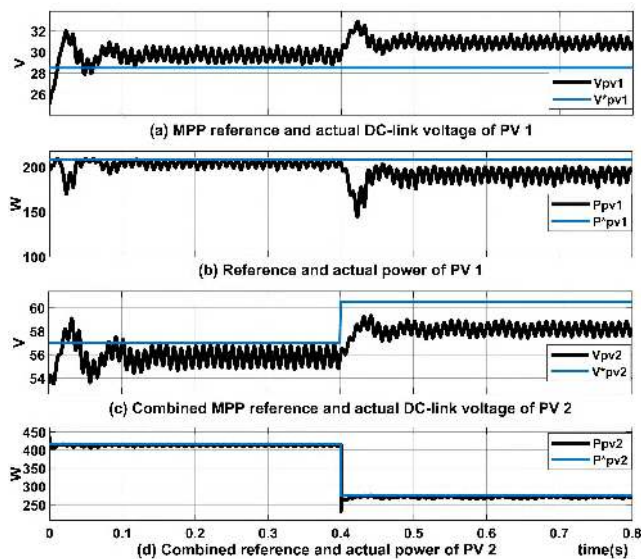 32
30
28
26
V
Vpv1
V*pv1
(a) MPP reference and actual DC-link voltage of PV 1
200
150
100
W
Ppv1
P*pv1
(b) Reference and actual power of PV 1
60
58
56
54
V
Vpv2
V*pv2
(c) Combined MPP reference and actual DC-link voltage of PV 2
450
400
350
300
250
W
Ppv2
P*pv2
0 0.1 0.2 0.3 0.4 0.5 0.6 0.7 0.8
(d) Combined reference and actual power of PV 2 time(s)